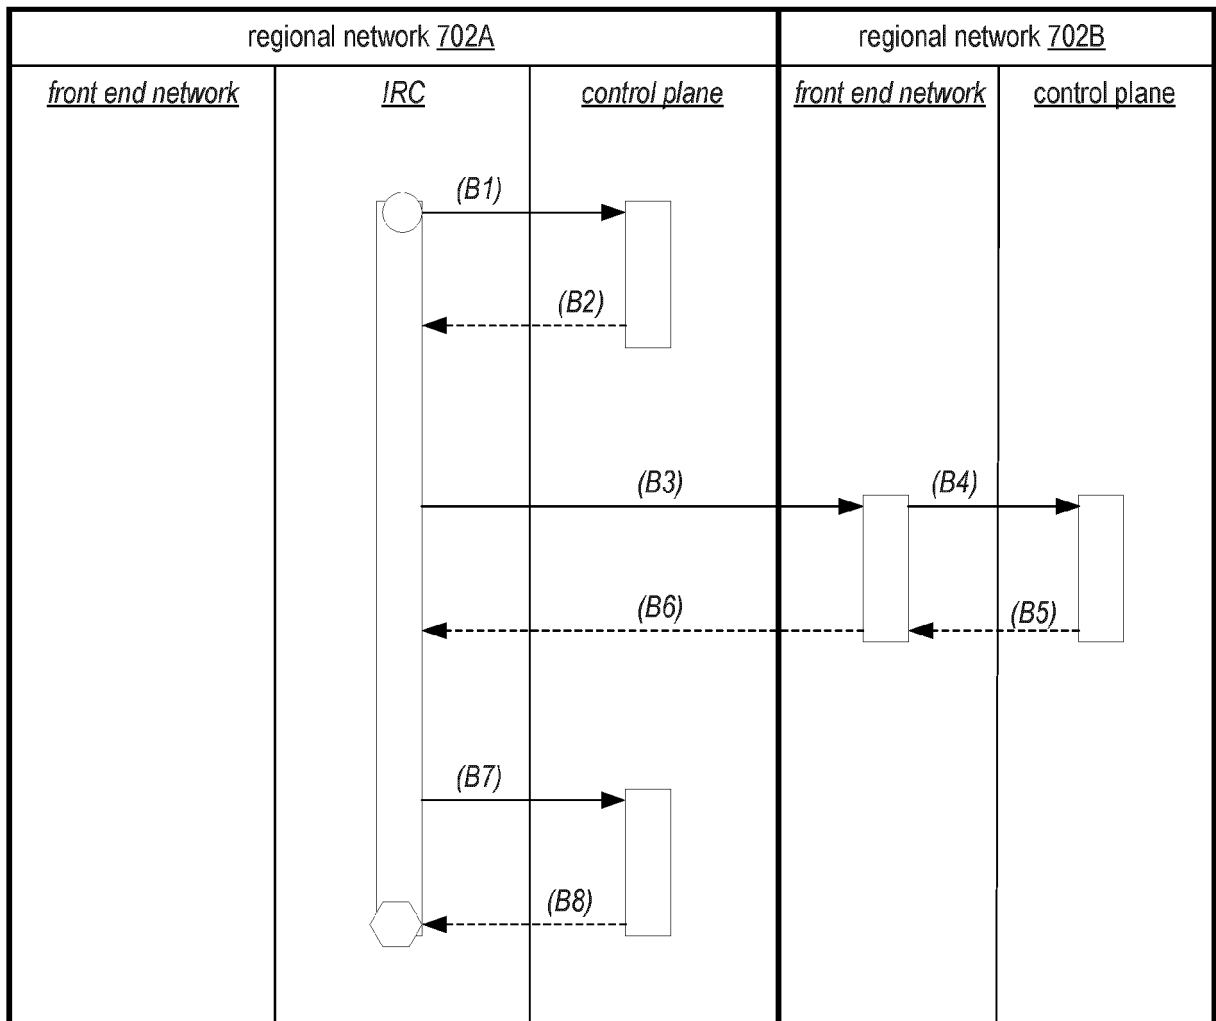 regional network 702A
regional network 702B
front end network
IRC
control plane
front end network
control plane
(B1)
(B2)
(B3)
(B4)
(B6)
(B5)
(B7)
(B8)